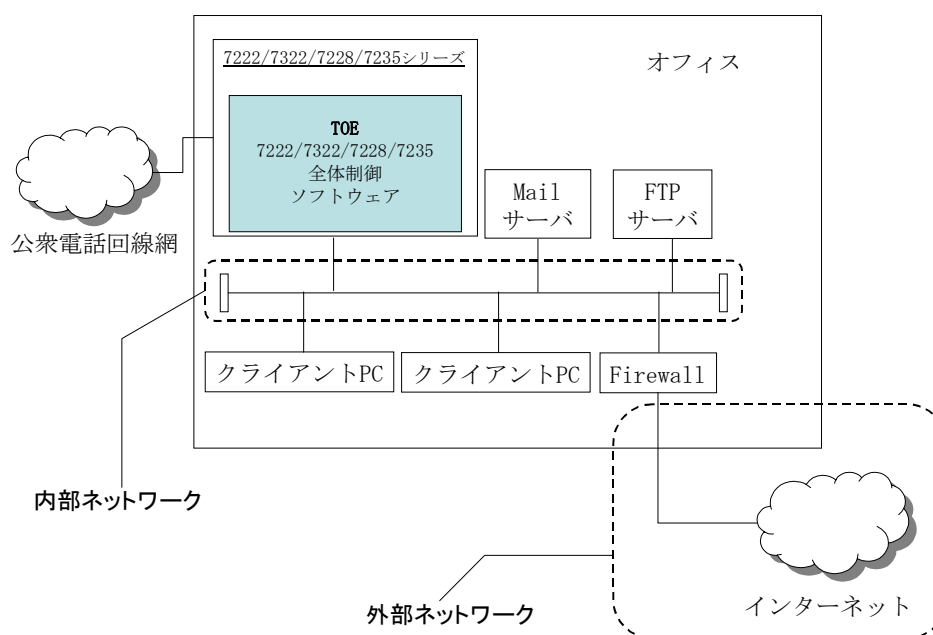 7222/7322/7228/7235シリーズ
オフィス
TOE
7222/7322/7228/7235
全体制御
ソフトウェア
Mail
サーバ
FTP
サーバ
公衆電話回線網
クライアントPC
クライアントPC
Firewall
内部ネットワーク
外部ネットワーク
インターネット